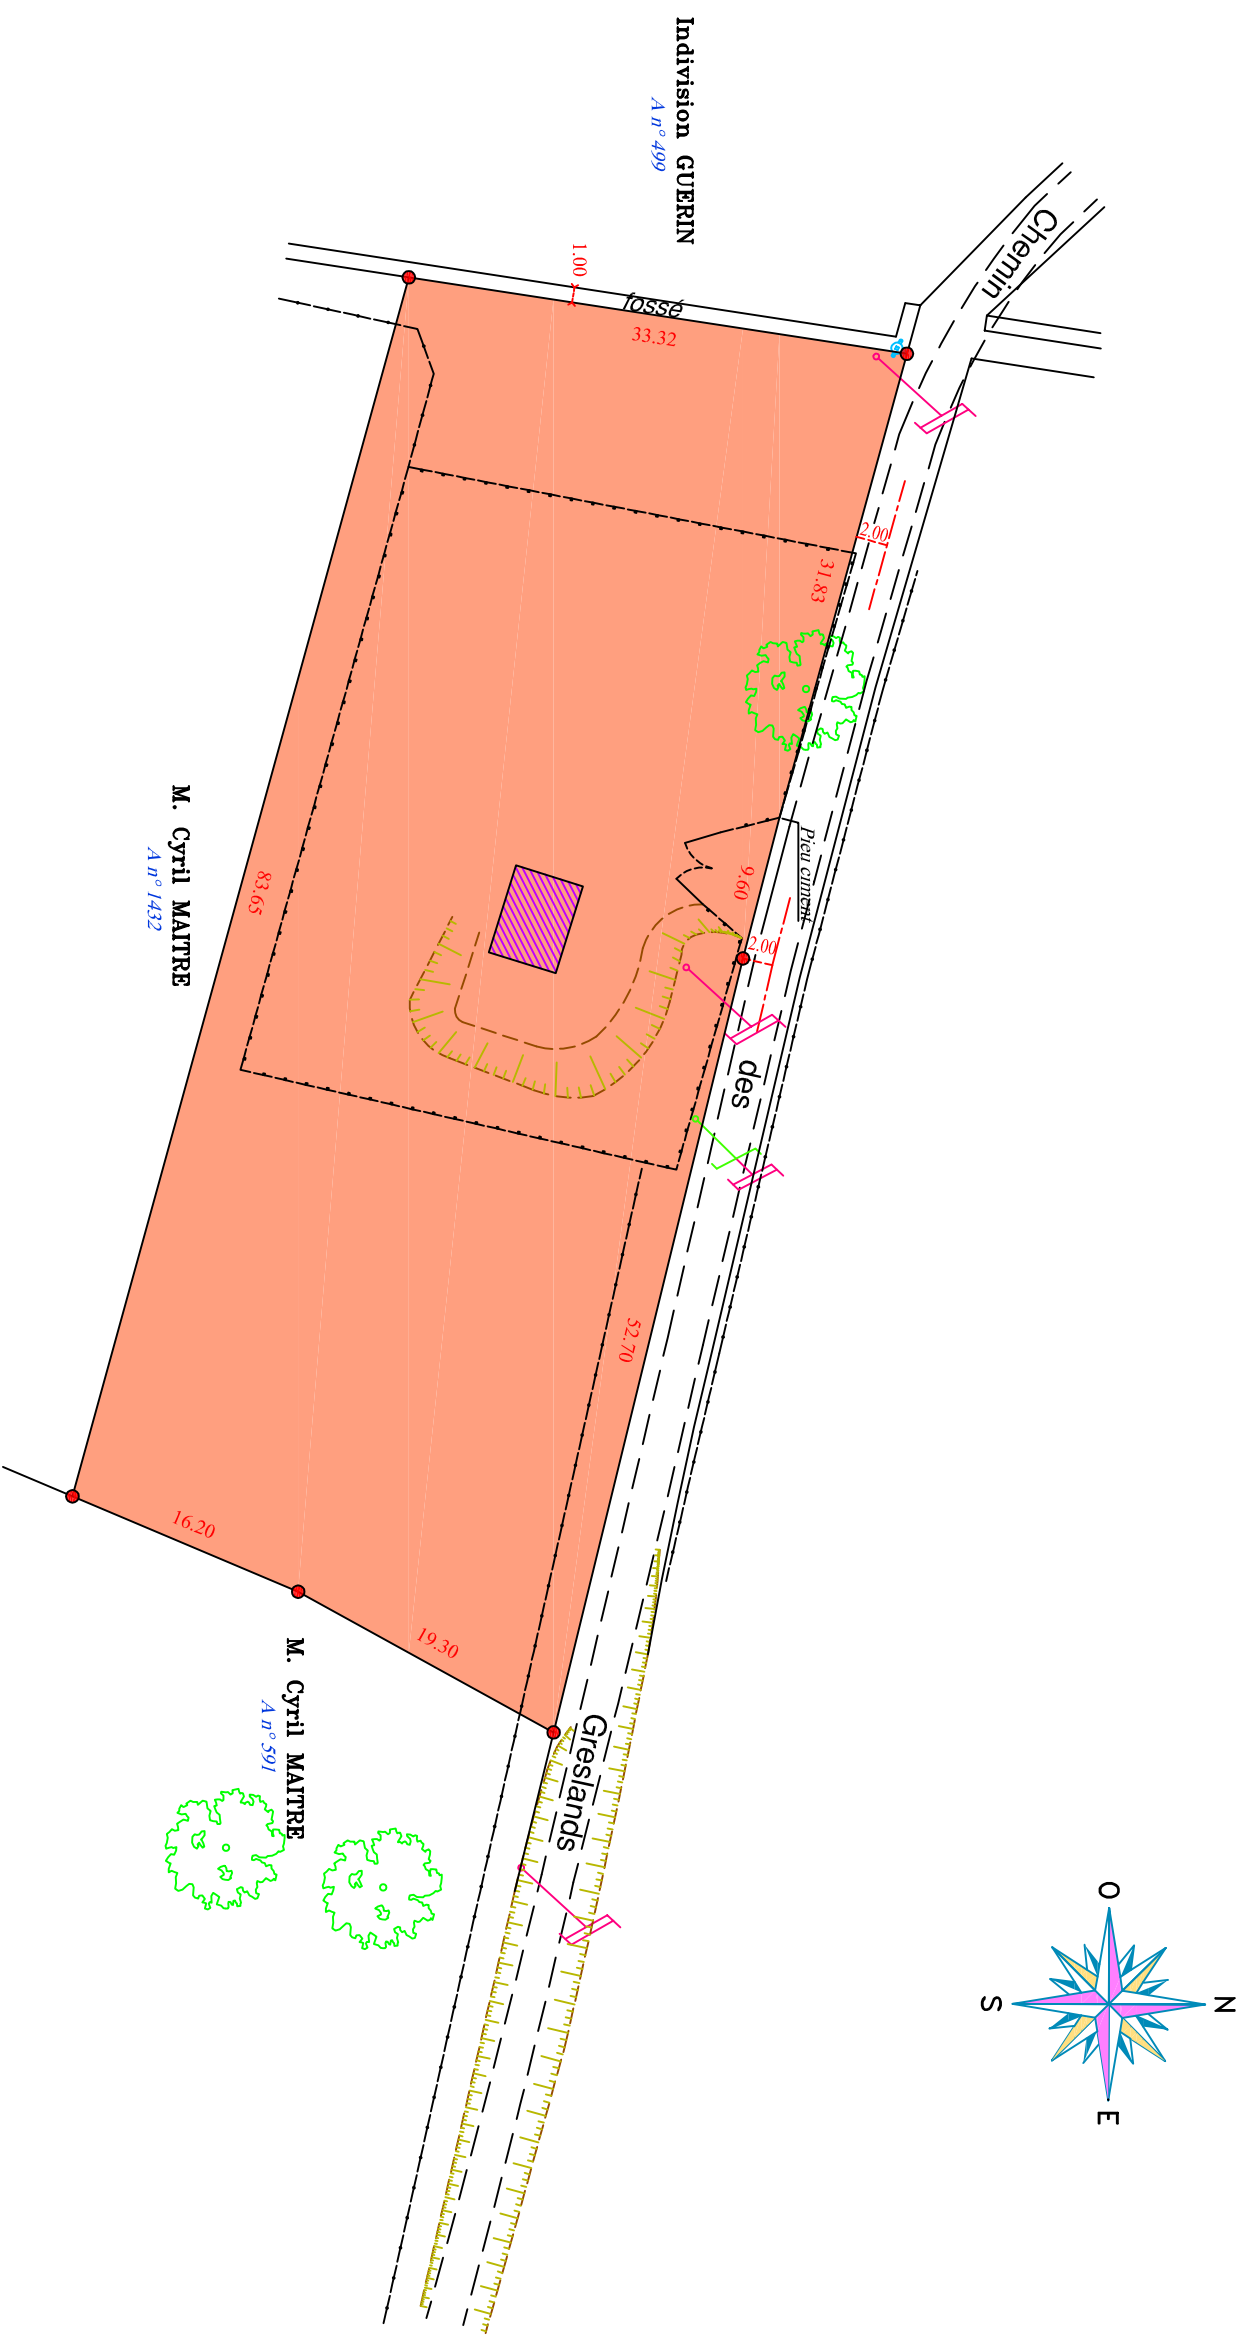 Indivision GUERIN
A n° 499
Chemin
1.00
fossé
33.32
2.00
31.83
Pieu ciment
9.60
2.00
M. Cyril MAITRE
A n° 1432
83.65
des
52.70
16.20
19.30
M. Cyril MAITRE
A n° 591
Greslands
O
N
S
E